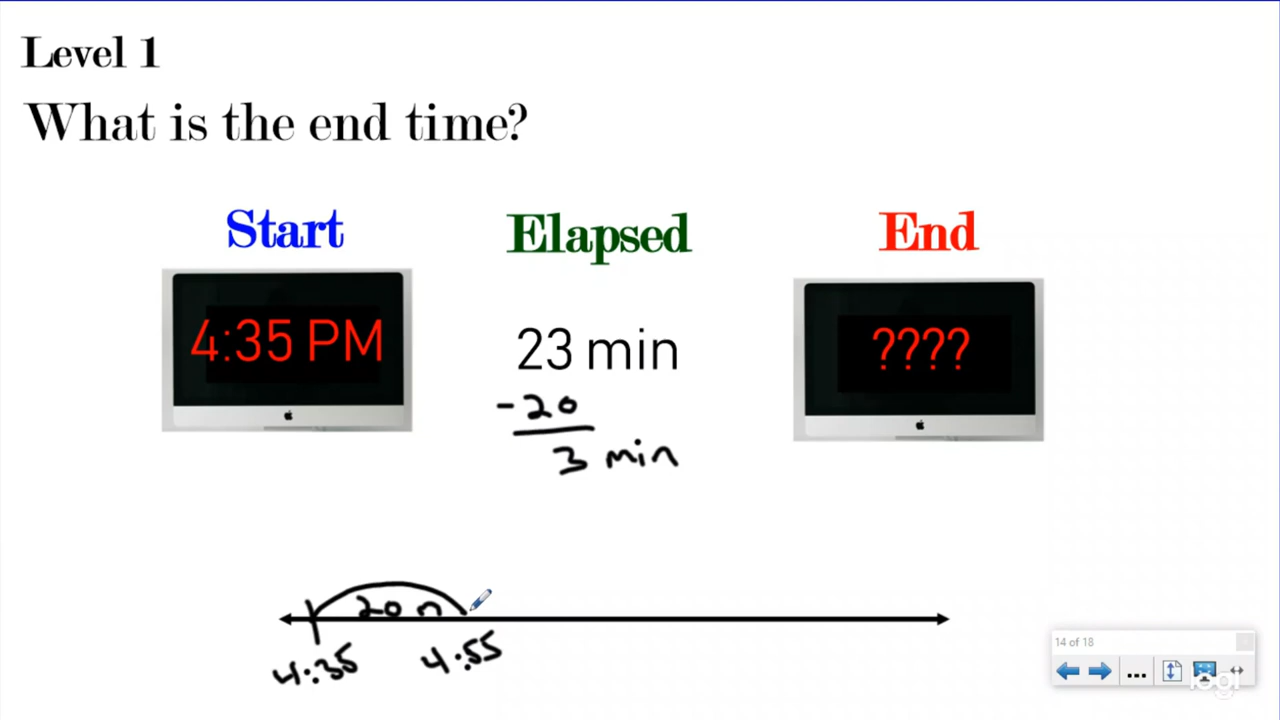 Level 1
What is the end time?
Start Elapsed End
4:35 PM 23 min ????
-20
3 min
20 n
4:35 4:55
14 of 18
logi